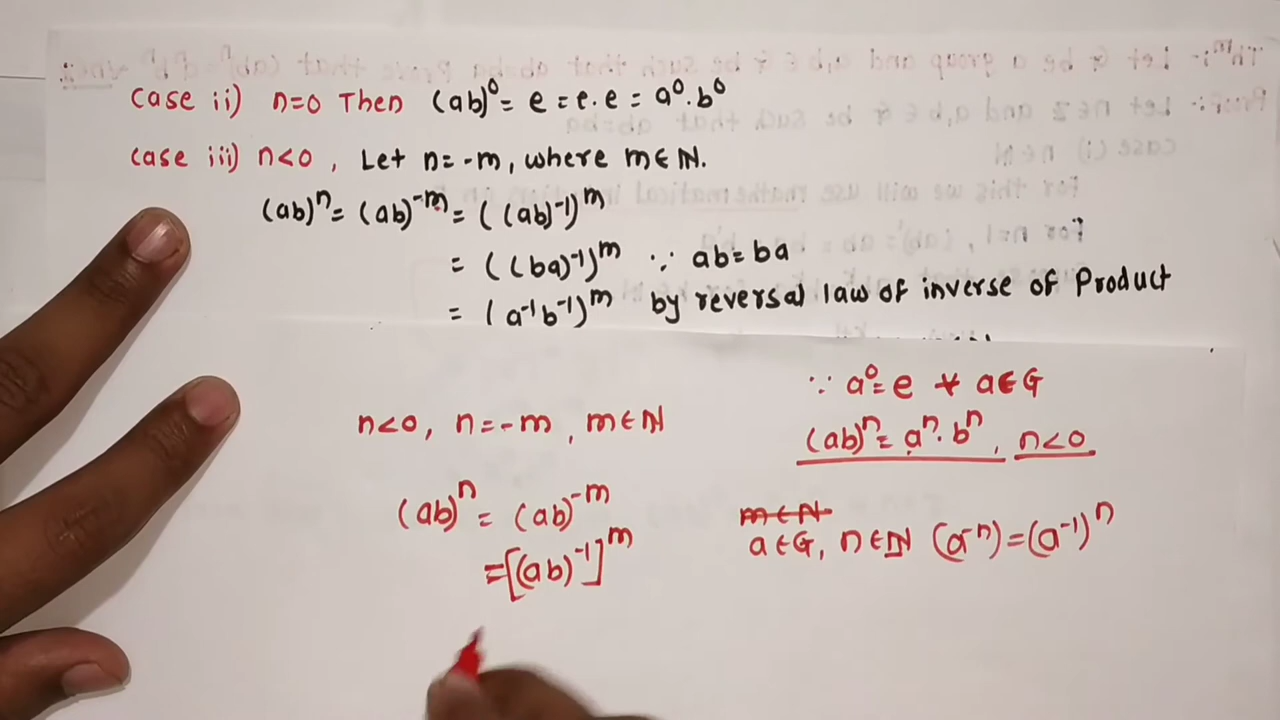 Case ii) n=0 Then (ab)⁰ = e = e.e = a⁰.b⁰
Case iii) n<0, Let n=-m, where m∈N.
(ab)ⁿ = (ab)⁻ᵐ = ((ab)⁻¹)ᵐ
= ((ba)⁻¹)ᵐ ∵ ab=ba
= (a⁻¹b⁻¹)ᵐ by reversal law of inverse of Product
∵ a⁰=e ∀ a∈G
n<0, n=-m, m∈N
(ab)ⁿ = aⁿ.bⁿ, n<0
(ab)ⁿ = (ab)⁻ᵐ
m∈N
= [(ab)⁻¹]ᵐ
a∈G, n∈N (a⁻ⁿ) = (a⁻¹)ⁿ